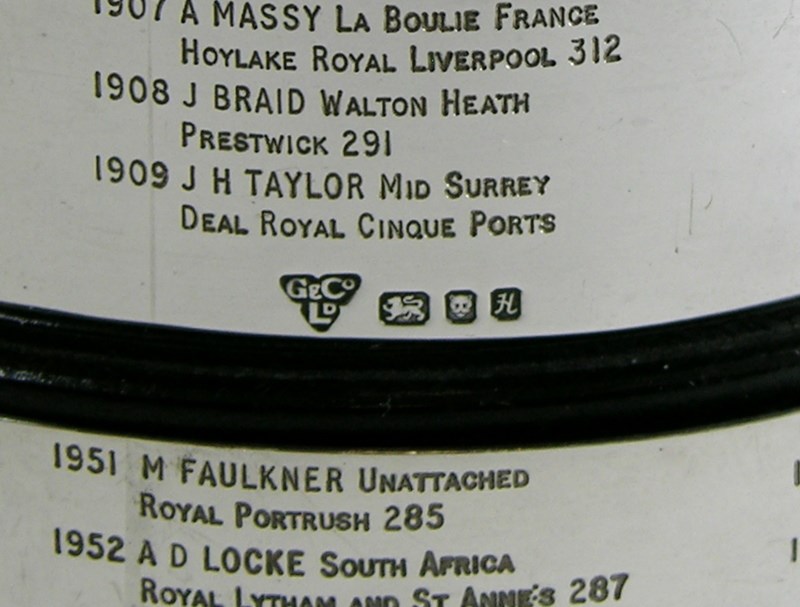 1907 A MASSY LA BOULIE FRANCE
HOYLAKE ROYAL LIVERPOOL 312
1908 J BRAID WALTON HEATH
PRESTWICK 291
1909 J H TAYLOR MID SURREY
DEAL ROYAL CINQUE PORTS
G&Co
LD
H
1951 M FAULKNER UNATTACHED
ROYAL PORTRUSH 285
1952 A D LOCKE SOUTH AFRICA
ROYAL LYTHAM AND ST ANNE'S 287